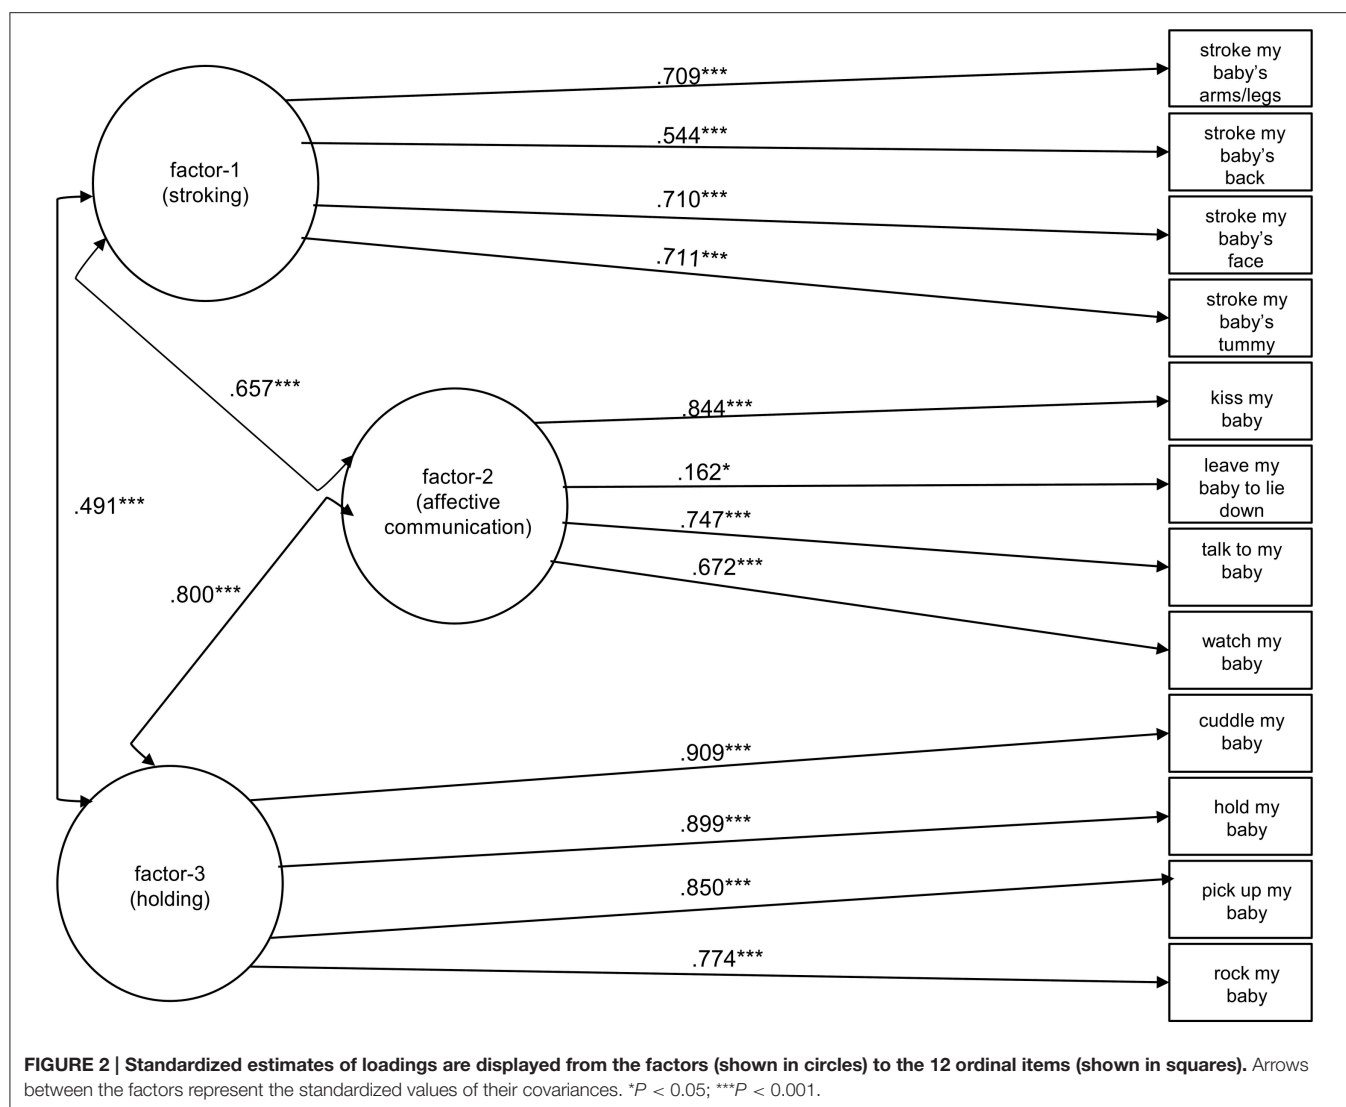 stroke my
baby's
arms/legs
.709***
stroke my
baby's
back
.544***
factor-1
(stroking)
stroke my
baby's
face
.710***
stroke my
baby's
tummy
.711***
.657***
kiss my
baby
.844***
leave my
baby to lie
down
.162*
factor-2
(affective
communication)
.491***
talk to my
baby
.747***
.672***
.800***
watch my
baby
cuddle my
baby
.909***
hold my
baby
.899***
factor-3
(holding)
pick up my
baby
.850***
rock my
baby
.774***
FIGURE 2 | Standardized estimates of loadings are displayed from the factors (shown in circles) to the 12 ordinal items (shown in squares). Arrows
between the factors represent the standardized values of their covariances. *P < 0.05; ***P < 0.001.